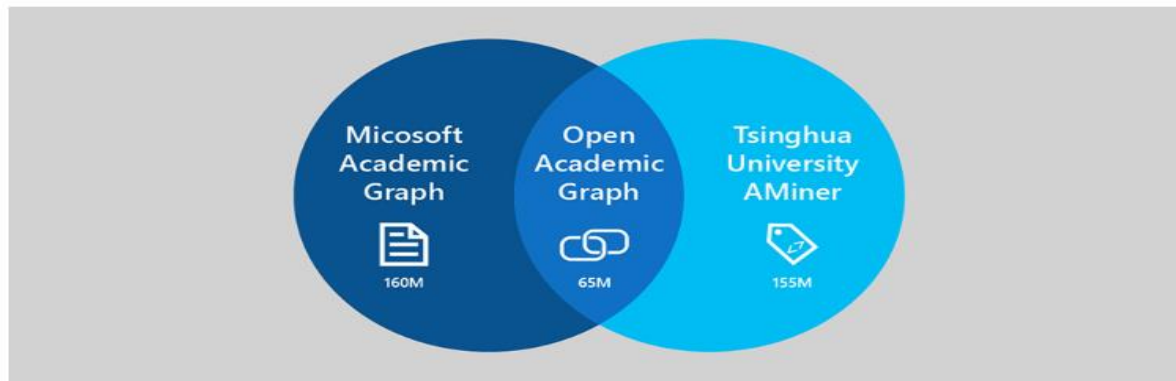 Micosoft
Academic
Graph
160M
Open
Academic
Graph
65M
Tsinghua
University
AMiner
155M